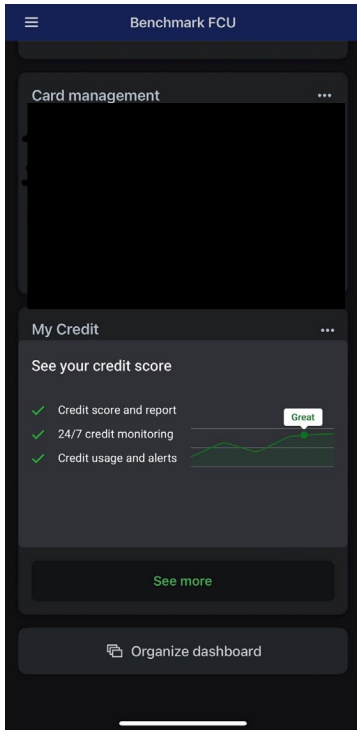 Benchmark FCU
Card management
My Credit
See your credit score
Credit score and report
24/7 credit monitoring
Credit usage and alerts
Great
See more
Organize dashboard